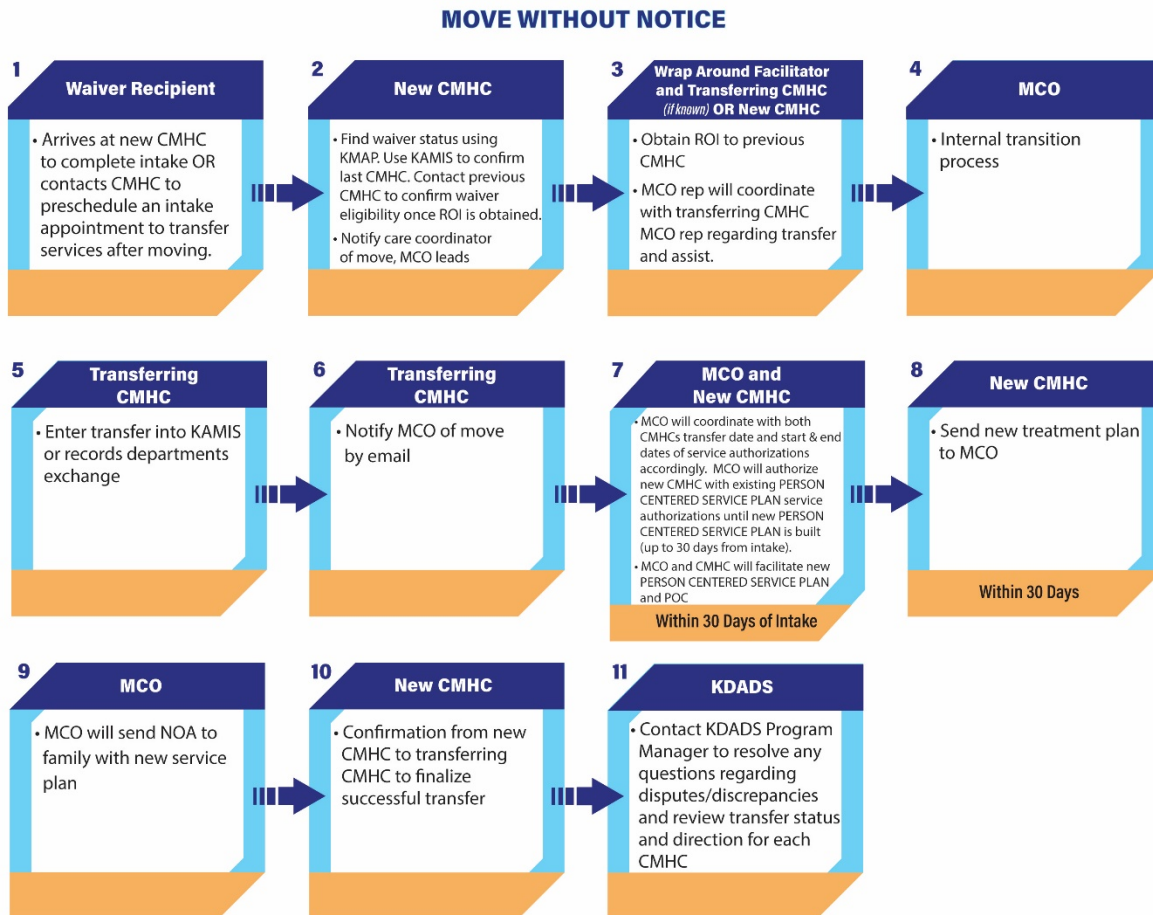 MOVE WITHOUT NOTICE
1
Waiver Recipient
• Arrives at new CMHC
to complete intake OR
contacts CMHC to
preschedule an intake
appointment to transfer
services after moving.
2
New CMHC
• Find waiver status using
KMAP. Use KAMIS to confirm
last CMHC. Contact previous
CMHC to confirm waiver
eligibility once ROI is obtained.
• Notify care coordinator
of move, MCO leads
3
Wrap Around Facilitator
and Transferring CMHC
(if known) OR New CMHC
• Obtain ROI to previous
CMHC
• MCO rep will coordinate
with transferring CMHC
MCO rep regarding transfer
and assist.
4
MCO
• Internal transition
process
5
Transferring
CMHC
• Enter transfer into KAMIS
or records departments
exchange
6
Transferring
CMHC
• Notify MCO of move
by email
7
MCO and
New CMHC
• MCO will coordinate with both
CMHCs transfer date and start & end
dates of service authorizations
accordingly. MCO will authorize
new CMHC with existing PERSON
CENTERED SERVICE PLAN service
authorizations until new PERSON
CENTERED SERVICE PLAN is built
(up to 30 days from intake).
• MCO and CMHC will facilitate new
PERSON CENTERED SERVICE PLAN
and POC
Within 30 Days of Intake
8
New CMHC
• Send new treatment plan
to MCO
Within 30 Days
9
MCO
• MCO will send NOA to
family with new service
plan
10
New CMHC
• Confirmation from new
CMHC to transferring
CMHC to finalize
successful transfer
11
KDADS
• Contact KDADS Program
Manager to resolve any
questions regarding
disputes/discrepancies
and review transfer status
and direction for each
CMHC